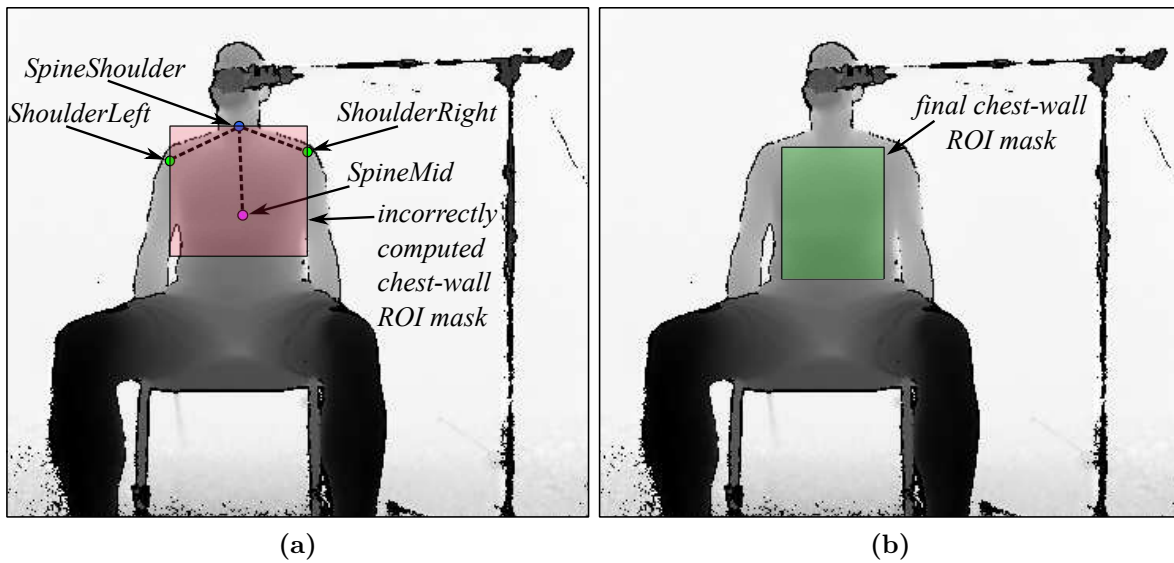 SpineShoulder
ShoulderLeft
ShoulderRight
SpineMid
incorrectly
computed
chest-wall
ROI mask
final chest-wall
ROI mask
(a)
(b)